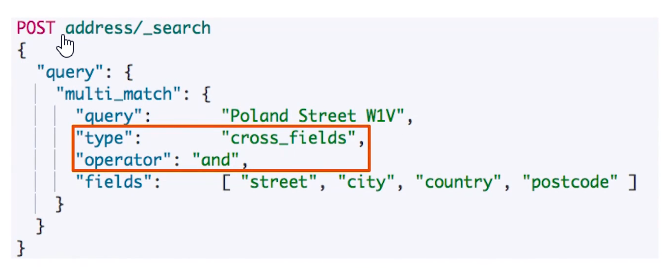 POST address/_search
{
  "query": {
    "multi_match": {
      "query":       "Poland Street W1V",
      "type":        "cross_fields",
      "operator": "and",
      "fields":      [ "street", "city", "country", "postcode" ]
    }
  }
}